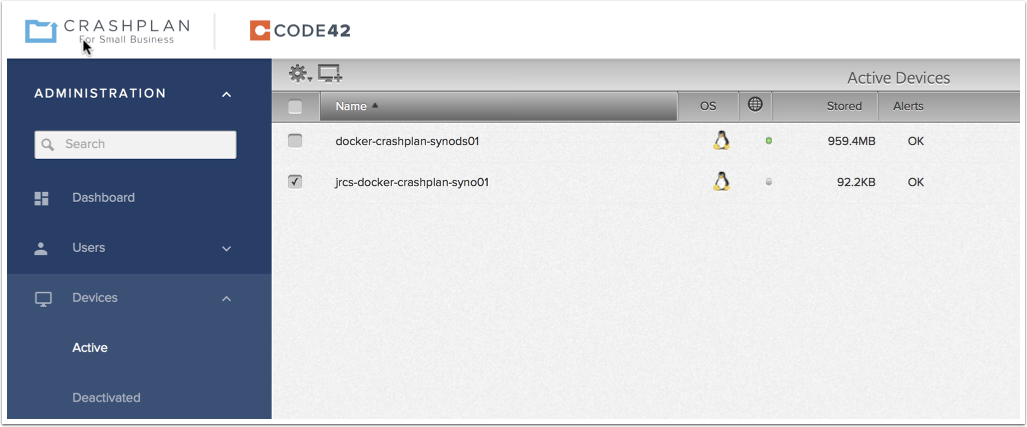 CRASHPLAN
For Small Business
CODE42
ADMINISTRATION
Search
Dashboard
Users
Devices
Active
Deactivated
Active Devices
Name OS Stored Alerts
docker-crashplan-synods01 959.4MB OK
jrcs-docker-crashplan-syno01 92.2KB OK